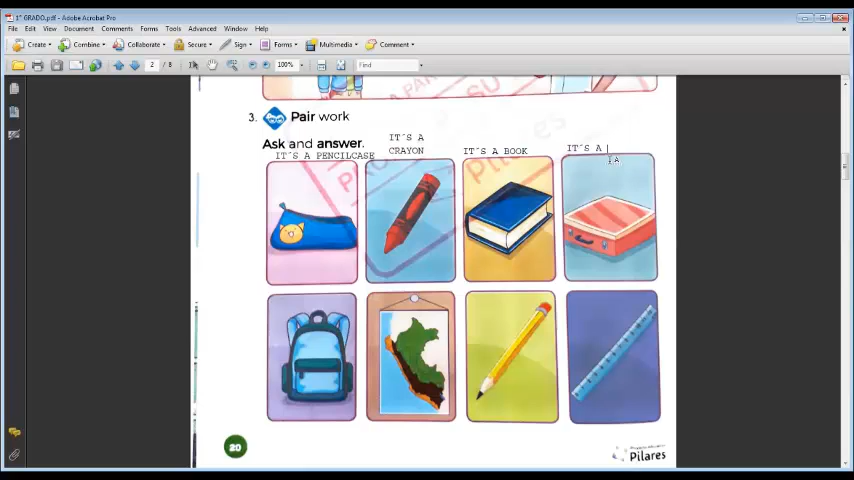 1° GRADO.pdf - Adobe Acrobat Pro
File Edit View Document Comments Forms Tools Advanced Window Help
Create Combine Collaborate Secure Sign Forms Multimedia Comment
2 / 8 100% Find
3. Pair work
Ask and answer.
IT´S A PENCILCASE
IT´S A
CRAYON
IT´S A BOOK
IT´S A
20
Pilares